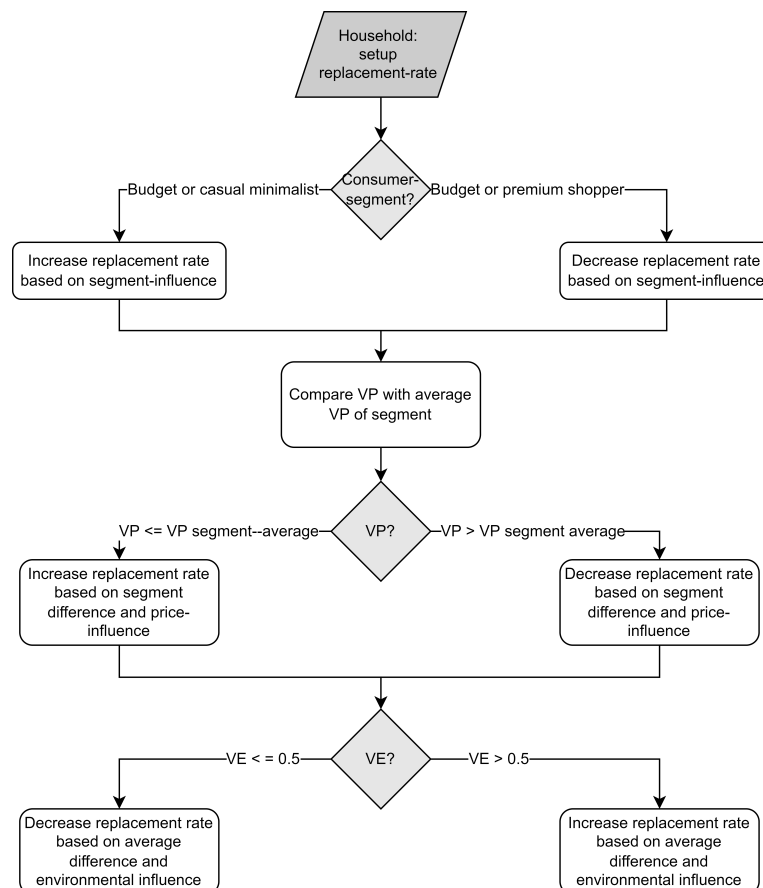 Household:
setup
replacement-rate
Consumer-
segment?
Budget or casual minimalist
Budget or premium shopper
Increase replacement rate
based on segment-influence
Decrease replacement rate
based on segment-influence
Compare VP with average
VP of segment
VP?
VP <= VP segment--average
VP > VP segment average
Increase replacement rate
based on segment
difference and price-
influence
Decrease replacement rate
based on segment
difference and price-
influence
VE?
VE < = 0.5
VE > 0.5
Decrease replacement rate
based on average
difference and
environmental influence
Increase replacement rate
based on average
difference and
environmental influence